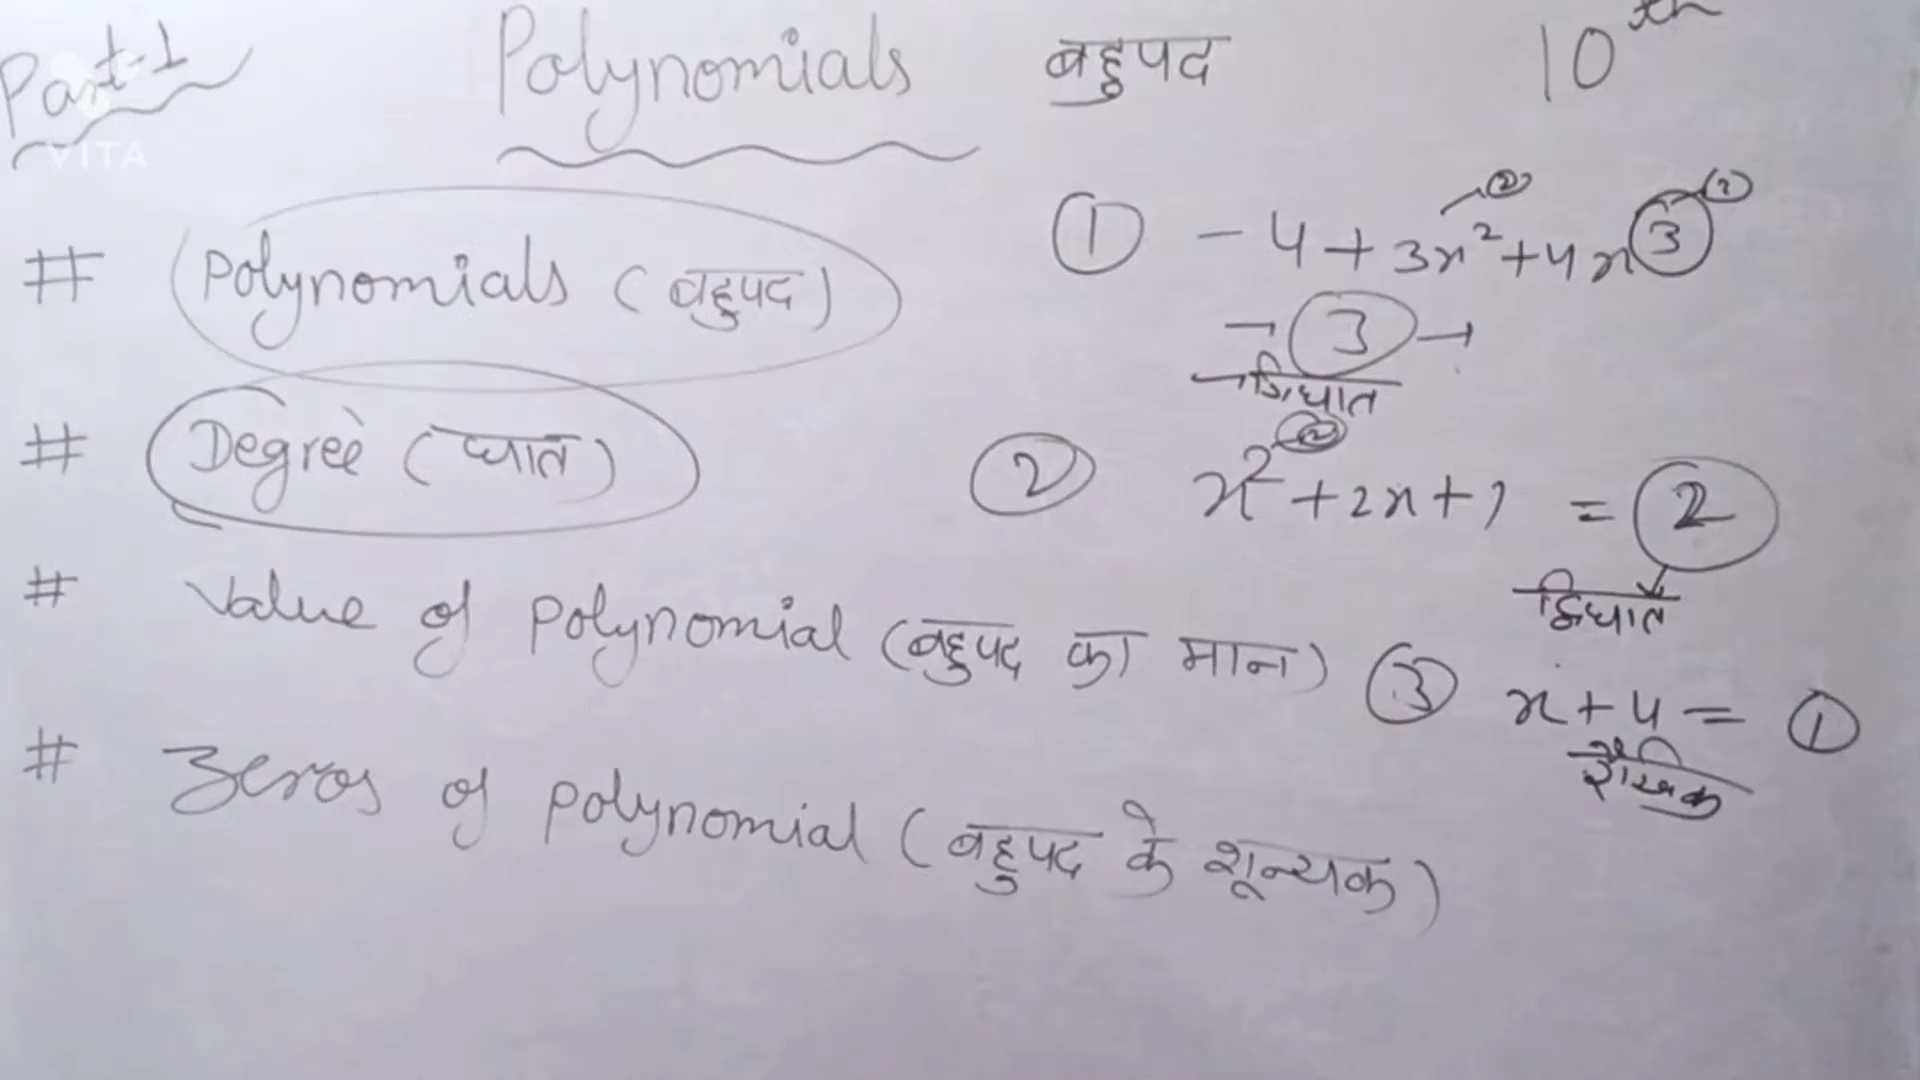 Part-1 Polynomials बहुपद 10th
VITA
# Polynomials (बहुपद)
# Degree (घात)
# Value of polynomial (बहुपद का मान)
# Zeros of polynomial (बहुपद के शून्यक)
① -4+3x²+4x³
→ 3 →
② x²+2x+1 = 2
द्विघात
③ x+4 = ①